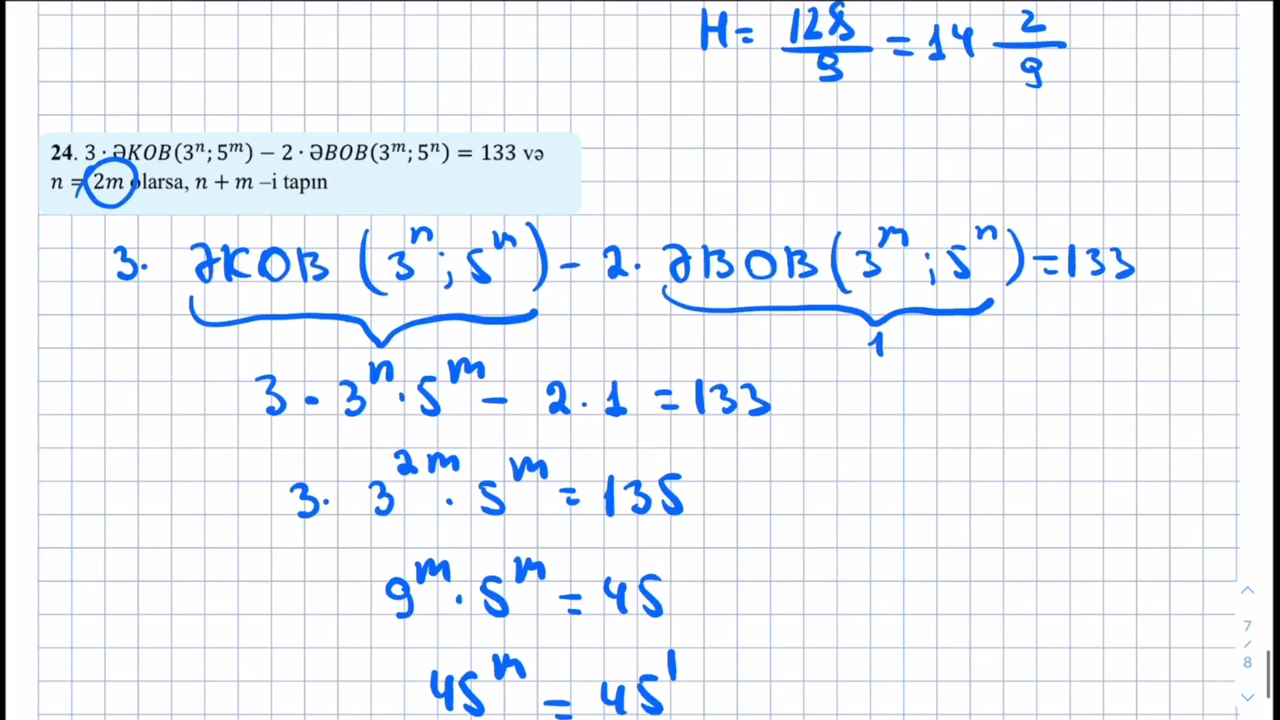 H = 128/9 = 14 2/9
24. 3 · ƏKOB(3ⁿ; 5ᵐ) − 2 · ƏBOB(3ᵐ; 5ⁿ) = 133 və
n = 2m olarsa, n + m –i tapın
3. ƏKOB (3ⁿ; 5ᵐ) − 2. ƏBOB (3ᵐ; 5ⁿ) = 133
1
3 · 3ⁿ · 5ᵐ − 2 · 1 = 133
3. 3²ᵐ · 5ᵐ = 135
9ᵐ · 5ᵐ = 45
45ᵐ = 45¹
7
/
8